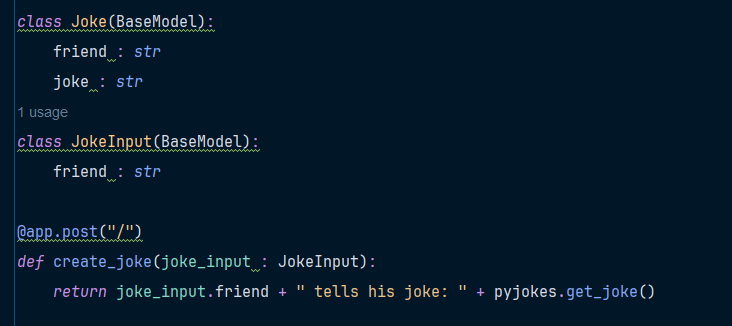 class Joke(BaseModel):
    friend : str
    joke : str
1 usage
class JokeInput(BaseModel):
    friend : str
@app.post("/")
def create_joke(joke_input : JokeInput):
    return joke_input.friend + " tells his joke: " + pyjokes.get_joke()